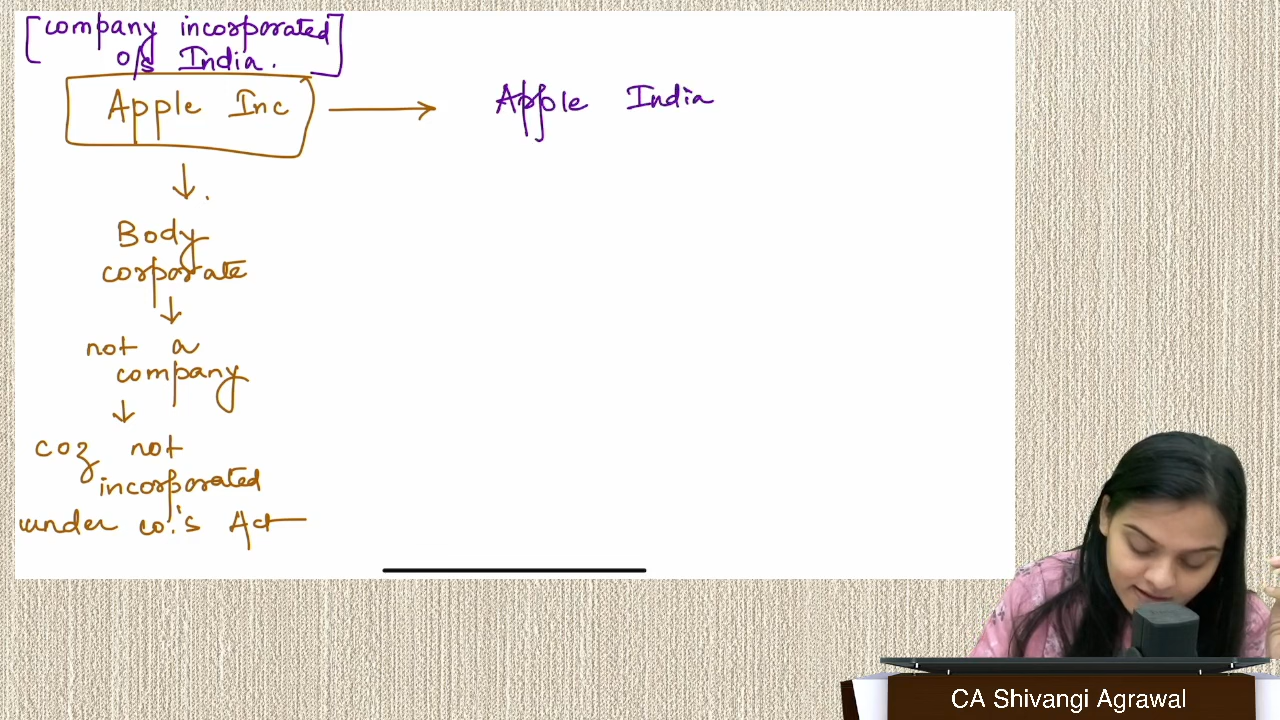 [company incorporated
o/s India.]
Apple Inc → Apple India
↓
Body
corporate
↓
not a
company
↓
coz not
incorporated
under co.'s Act
CA Shivangi Agrawal